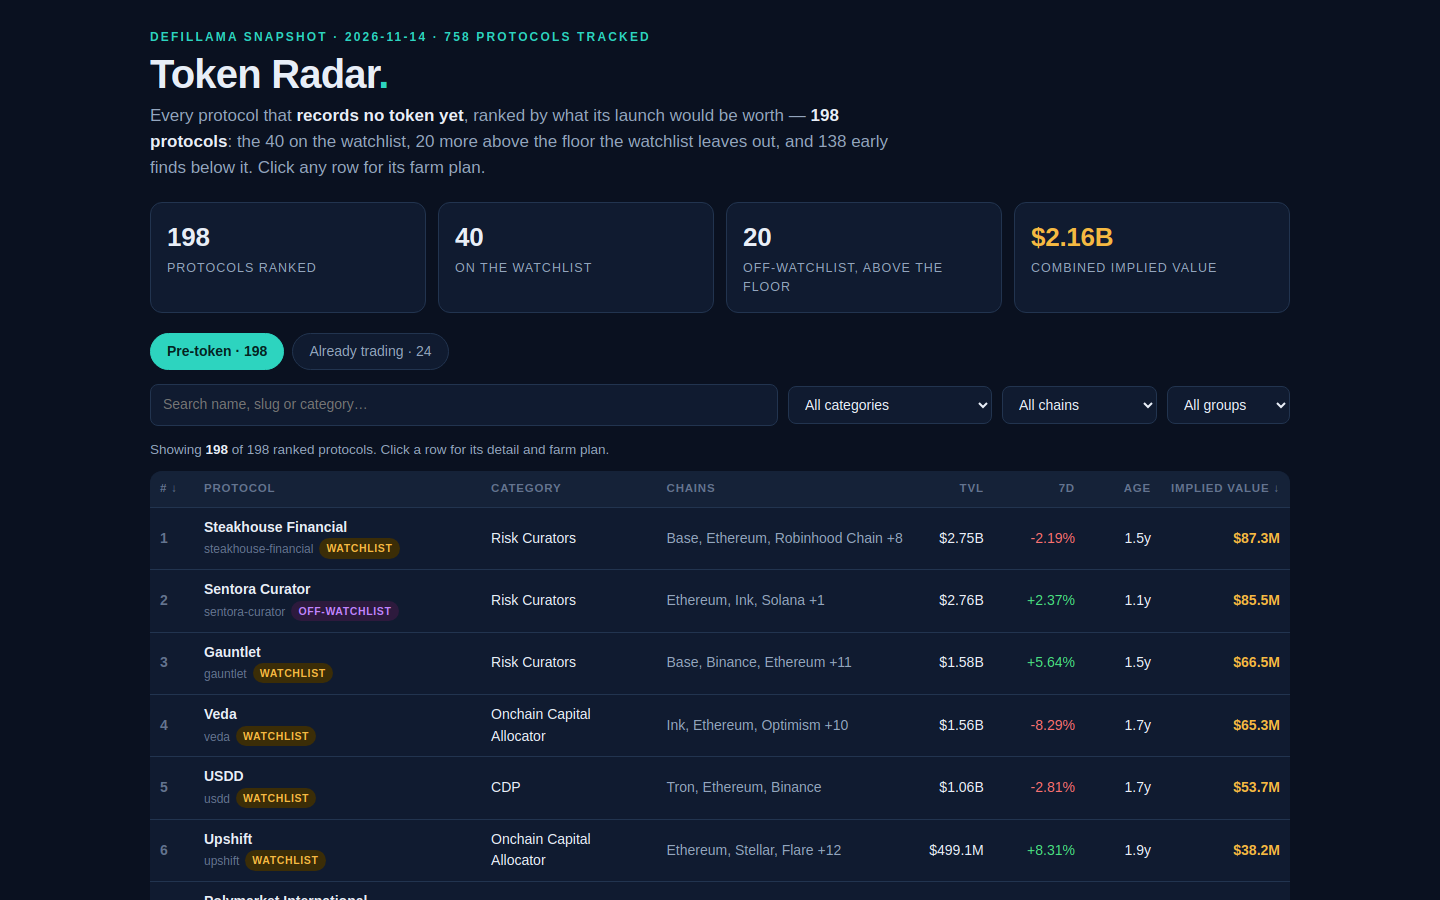 DEFILLAMA SNAPSHOT · 2026-11-14 · 758 PROTOCOLS TRACKED
Token Radar.
Every protocol that records no token yet, ranked by what its launch would be worth — 198
protocols: the 40 on the watchlist, 20 more above the floor the watchlist leaves out, and 138 early
finds below it. Click any row for its farm plan.
198
PROTOCOLS RANKED
40
ON THE WATCHLIST
20
OFF-WATCHLIST, ABOVE THE
FLOOR
$2.16B
COMBINED IMPLIED VALUE
Pre-token · 198
Already trading · 24
Search name, slug or category…
All categories
All chains
All groups
Showing 198 of 198 ranked protocols. Click a row for its detail and farm plan.
# ↓ PROTOCOL CATEGORY CHAINS TVL 7D AGE IMPLIED VALUE ↓
1 Steakhouse Financial Risk Curators Base, Ethereum, Robinhood Chain +8 $2.75B -2.19% 1.5y $87.3M
steakhouse-financial WATCHLIST
2 Sentora Curator Risk Curators Ethereum, Ink, Solana +1 $2.76B +2.37% 1.1y $85.5M
sentora-curator OFF-WATCHLIST
3 Gauntlet Risk Curators Base, Binance, Ethereum +11 $1.58B +5.64% 1.5y $66.5M
gauntlet WATCHLIST
4 Veda Onchain Capital Ink, Ethereum, Optimism +10 $1.56B -8.29% 1.7y $65.3M
veda WATCHLIST Allocator
5 USDD CDP Tron, Ethereum, Binance $1.06B -2.81% 1.7y $53.7M
usdd WATCHLIST
6 Upshift Onchain Capital Ethereum, Stellar, Flare +12 $499.1M +8.31% 1.9y $38.2M
upshift WATCHLIST Allocator
Polymarket International